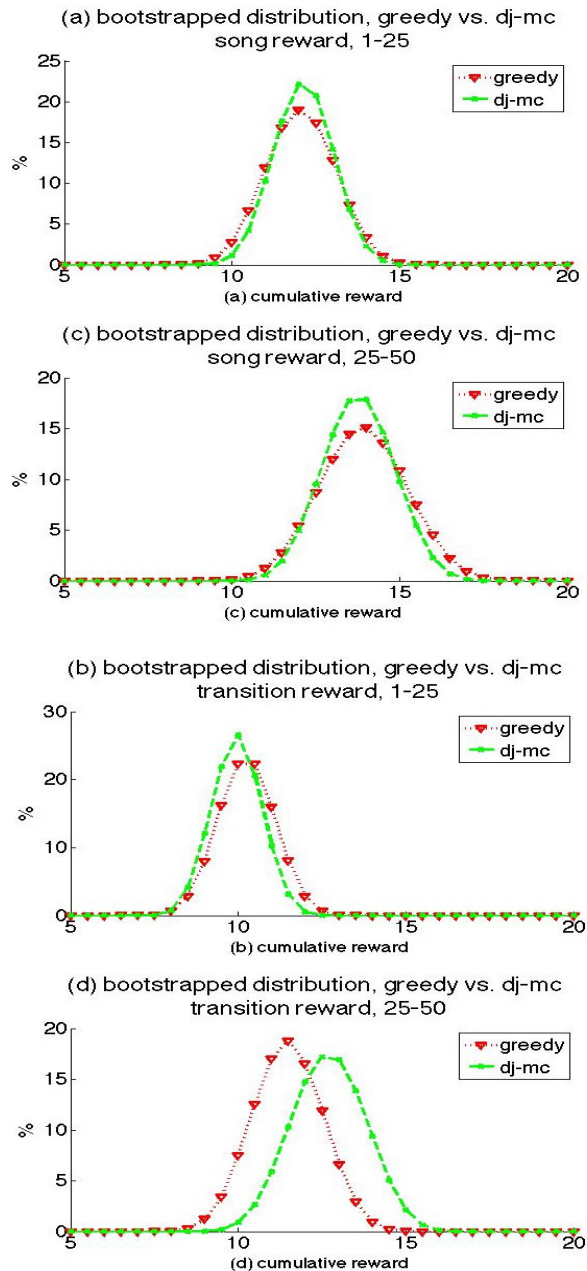 (a) bootstrapped distribution, greedy vs. dj-mc
song reward, 1-25
25
20
15
10
5
0
%
greedy
dj-mc
5 10 15 20
(a) cumulative reward
(c) bootstrapped distribution, greedy vs. dj-mc
song reward, 25-50
20
15
10
5
0
%
greedy
dj-mc
5 10 15 20
(c) cumulative reward
(b) bootstrapped distribution, greedy vs. dj-mc
transition reward, 1-25
30
20
10
0
%
greedy
dj-mc
5 10 15 20
(b) cumulative reward
(d) bootstrapped distribution, greedy vs. dj-mc
transition reward, 25-50
20
15
10
5
0
%
greedy
dj-mc
5 10 15 20
(d) cumulative reward